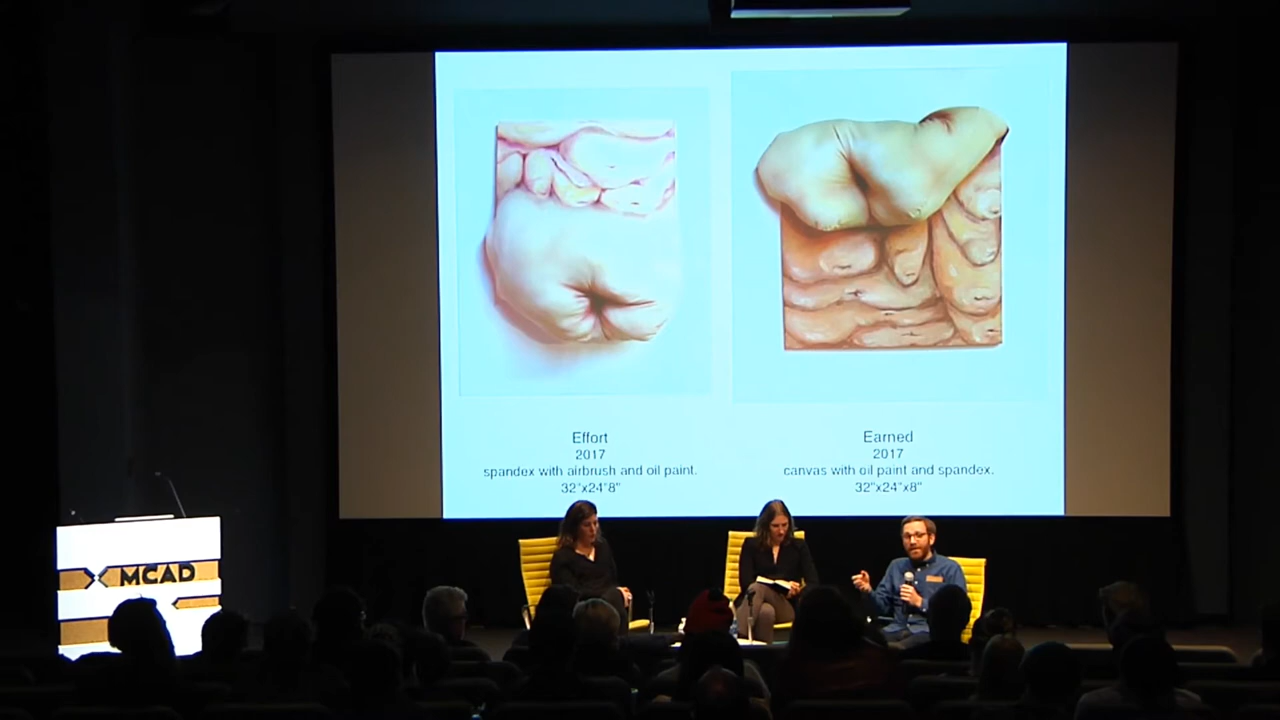 Effort
2017
spandex with airbrush and oil paint.
32"x24"8"
Earned
2017
canvas with oil paint and spandex.
32"x24"x8"
MCAD